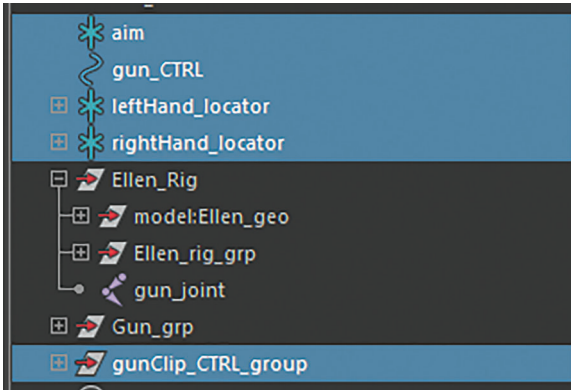 aim
gun_CTRL
leftHand_locator
rightHand_locator
Ellen_Rig
model:Ellen_geo
Ellen_rig_grp
gun_joint
Gun_grp
gunClip_CTRL_group